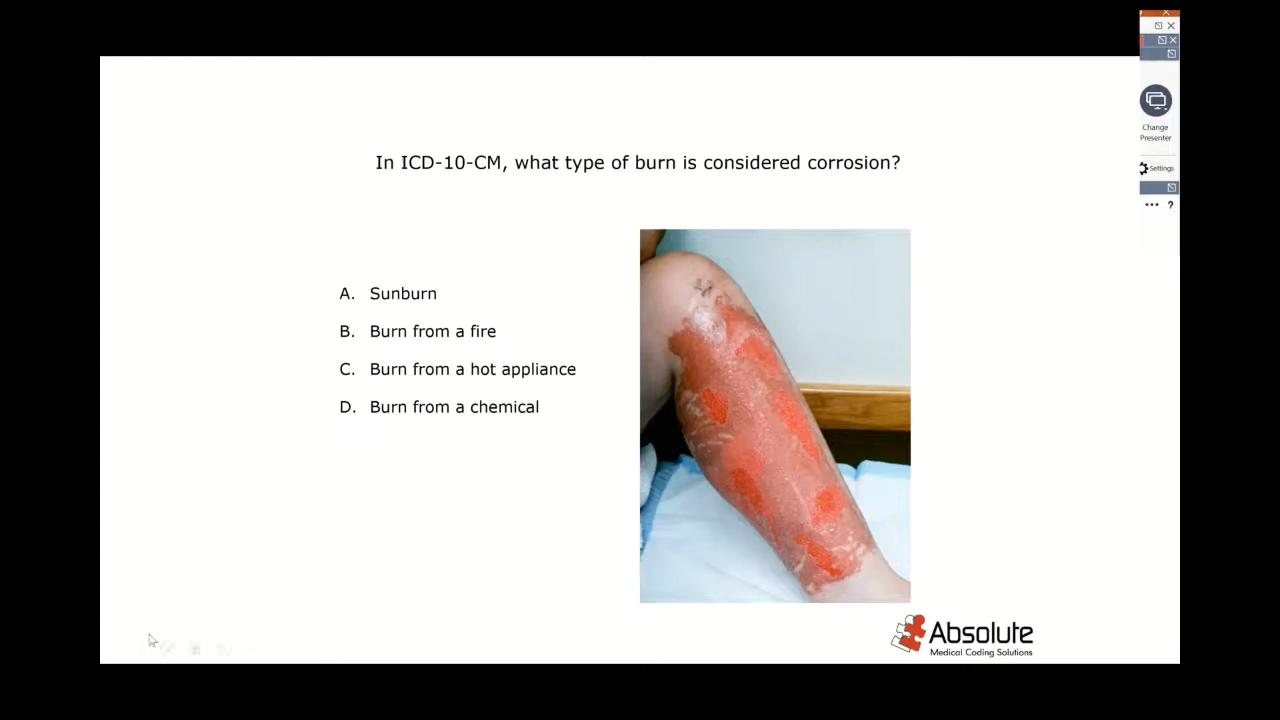 In ICD-10-CM, what type of burn is considered corrosion?
A. Sunburn
B. Burn from a fire
C. Burn from a hot appliance
D. Burn from a chemical
Absolute
Medical Coding Solutions
Change
Presenter
Settings
... ?